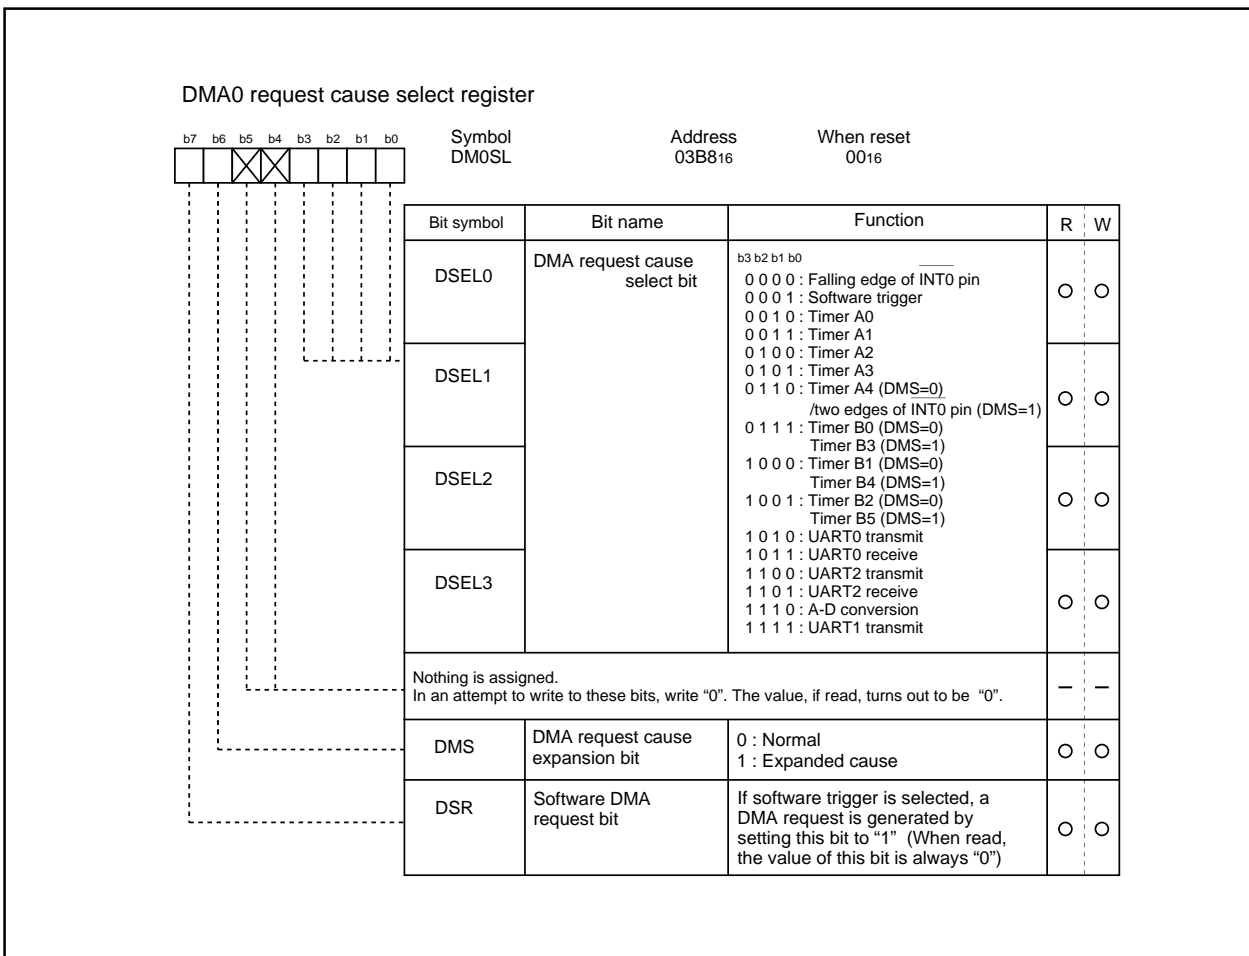 DMA0 request cause select register
b7 b6 b5 b4 b3 b2 b1 b0
Symbol Address When reset
DM0SL 03B816 0016
Bit symbol Bit name Function R W
DSEL0
DSEL1
DSEL2
DSEL3
DMA request cause
select bit
b3 b2 b1 b0
0 0 0 0 : Falling edge of INT0 pin
0 0 0 1 : Software trigger
0 0 1 0 : Timer A0
0 0 1 1 : Timer A1
0 1 0 0 : Timer A2
0 1 0 1 : Timer A3
0 1 1 0 : Timer A4 (DMS=0)
/two edges of INT0 pin (DMS=1)
0 1 1 1 : Timer B0 (DMS=0)
Timer B3 (DMS=1)
1 0 0 0 : Timer B1 (DMS=0)
Timer B4 (DMS=1)
1 0 0 1 : Timer B2 (DMS=0)
Timer B5 (DMS=1)
1 0 1 0 : UART0 transmit
1 0 1 1 : UART0 receive
1 1 0 0 : UART2 transmit
1 1 0 1 : UART2 receive
1 1 1 0 : A-D conversion
1 1 1 1 : UART1 transmit
Nothing is assigned.
In an attempt to write to these bits, write “0”. The value, if read, turns out to be “0”.
– –
DMS
DMA request cause
expansion bit
0 : Normal
1 : Expanded cause
DSR
Software DMA
request bit
If software trigger is selected, a
DMA request is generated by
setting this bit to “1” (When read,
the value of this bit is always “0”)